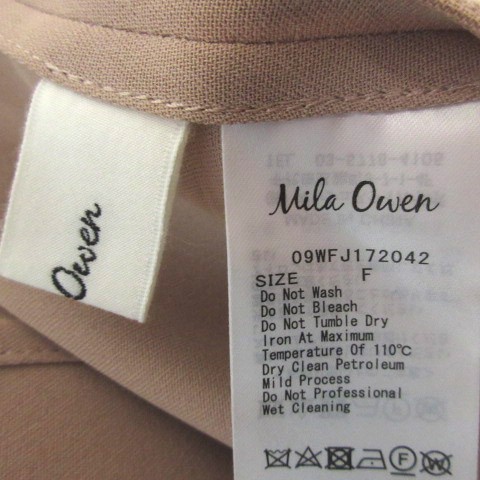 Owen
Mila Owen
09WFJ172042
SIZE F
Do Not Wash
Do Not Bleach
Do Not Tumble Dry
Iron At Maximum
Temperature Of 110℃
Dry Clean Petroleum
Mild Process
Do Not Professional
Wet Cleaning
F
W